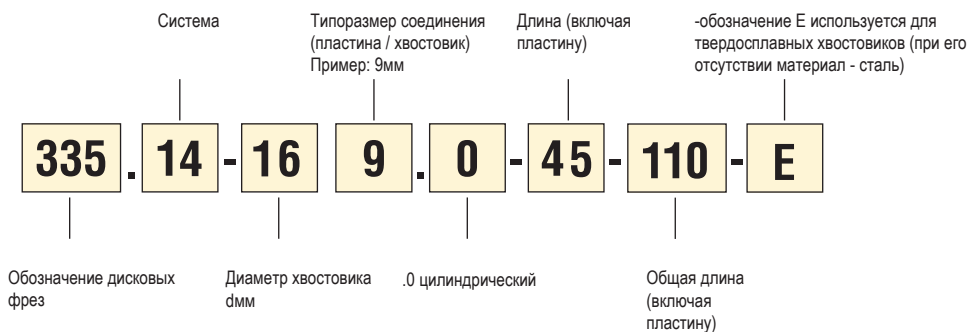 Система
Типоразмер соединения
(пластина / хвостовик)
Пример: 9мм
Длина (включая
пластину)
-обозначение Е используется для
твердосплавных хвостовиков (при его
отсутствии материал - сталь)
335.14-16 9.0-45-110-E
Обозначение дисковых
фрез
Диаметр хвостовика
dмм
.0 цилиндрический
Общая длина
(включая
пластину)